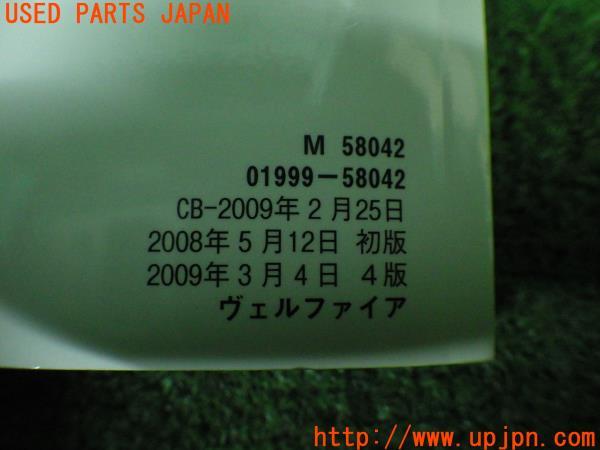 USED PARTS JAPAN
M 58042
01999-58042
CB-2009年2月25日
2008年5月12日 初版
2009年3月4日 4版
ヴェルファイア
http://www.upjpn.com